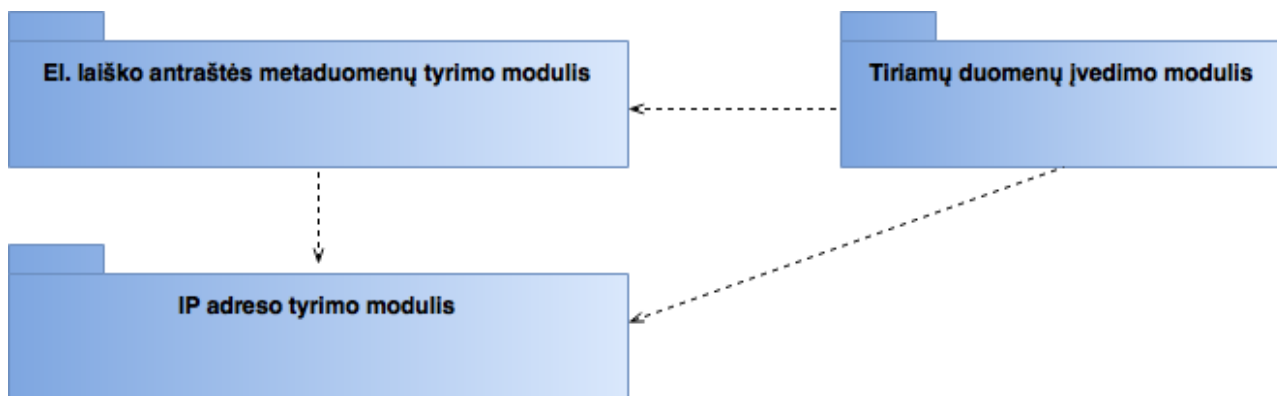 El. laiško antraštės metaduomenų tyrimo modulis
Tiriamų duomenų įvedimo modulis
IP adreso tyrimo modulis